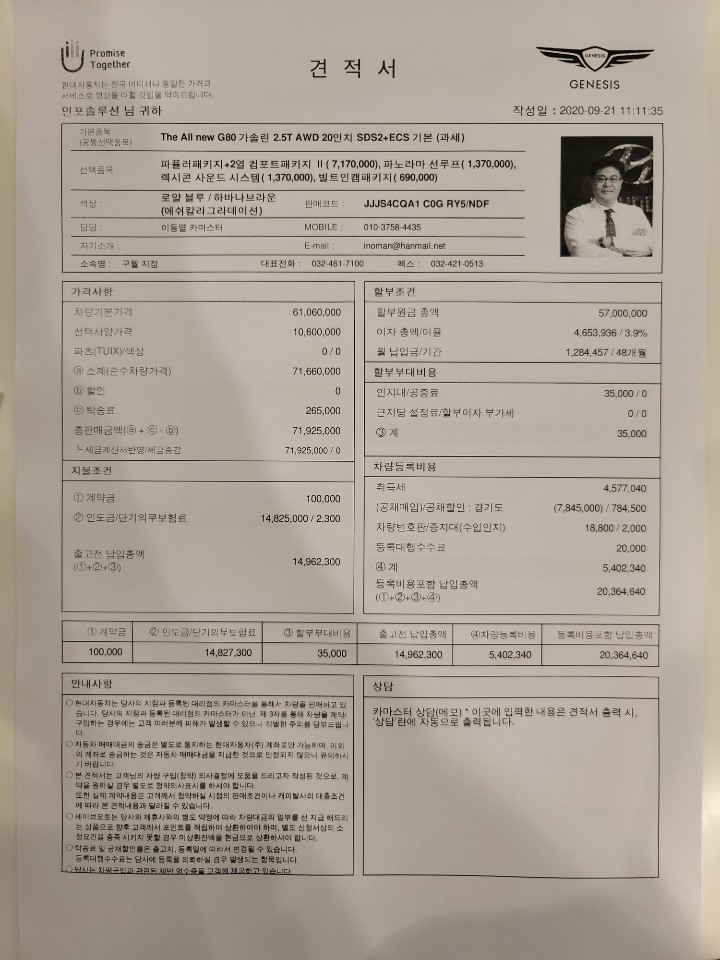 Promise
Together
견 적 서
GENESIS
GENESIS
현대자동차는 전국 어디서나 동일한 가격과
서비스로 현상을 다할 것임을 약속드립니다.
인포솔루션 님 귀하
작성일 : 2020-09-21 11:11:35
기본품목
(공통선택품목)
The All new G80 가솔린 2.5T AWD 20인치 SDS2+ECS 기본 (과세)
선택품목
파퓰러패키지+2열 컴포트패키지 II ( 7,170,000), 파노라마 선루프( 1,370,000),
렉시콘 사운드 시스템( 1,370,000), 빌트인캠패키지( 690,000)
색상 :
로얄 블루 / 하바나브라운
(애쉬칼라그라데이션)
판매코드 :
JJJS4CQA1 C0G RY5/NDF
담당 :
이동열 카마스터
MOBILE :
010-3758-4435
자기소개 :
E-mail :
inoman@hanmail.net
소속명 : 구월 지점
대표전화 : 032-461-7100
팩스 : 032-421-0513
가격사항
차량기본가격 61,060,000
선택사양가격 10,600,000
파츠(TUIX)/색상 0 / 0
ⓐ 소계(순수차량가격) 71,660,000
ⓑ 할인 0
ⓒ 탁송료 265,000
총판매금액(ⓐ + ⓒ - ⓑ) 71,925,000
└ 세금계산서반영/세금증감 71,925,000 / 0
지불조건
① 계약금 100,000
② 인도금/단기의무보험료 14,825,000 / 2,300
출고전 납입총액
(①+②+③)
14,962,300
할부조건
할부원금 총액 57,000,000
이자 총액/이율 4,653,936 / 3.9%
월 납입금/기간 1,284,457 / 48개월
할부부대비용
인지대/공증료 35,000 / 0
근저당 설정료/할부이자 부가세 0 / 0
③ 계 35,000
차량등록비용
취득세 4,577,040
(공채매입)/공채할인 : 경기도 (7,845,000) / 784,500
차량번호판/증지대(수입인지) 18,800 / 2,000
등록대행수수료 20,000
④ 계 5,402,340
등록비용포함 납입총액
(①+②+③+④)
20,364,640
① 계약금 ② 인도금/단기의무보험료 ③ 할부부대비용 출고전 납입총액 ④차량등록비용 등록비용포함 납입총액
100,000 14,827,300 35,000 14,962,300 5,402,340 20,364,640
안내사항
○ 현대자동차는 당사의 지점과 등록된 대리점의 카마스터를 통해서 차량을 판매하고 있
습니다. 당사의 지점과 등록된 대리점의 카마스터가 아닌, 제 3자를 통해 차량을 계약/
구입하는 경우에는 고객 여러분께 피해가 발생할 수 있으니 각별한 주의를 당부드립니
다.
○ 자동차 매매대금의 송금은 별도로 통지하는 현대자동차(주) 계좌로만 가능하며, 이외
의 계좌로 송금하는 것은 자동차 매매대금을 지급한 것으로 인정되지 않으니 유의하시
기 바랍니다.
○ 본 견적서는 고객님의 차량 구입(청약) 의사결정에 도움을 드리고자 작성된 것으로, 계
약을 원하실 경우 별도로 청약의사표시를 하셔야 합니다.
또한 실제 계약내용은 고객께서 청약하실 시점의 판매조건이나 캐피탈사의 대출조건
에 따라 본 견적내용과 달라질 수 있습니다.
○ 세이브오토는 당사와 제휴사와의 별도 약정에 따라 차량대금의 일부를 선 지급 해드리
는 상품으로 향후 고객께서 포인트를 적립하여 상환하여야 하며, 별도 신청서상의 소
정요건을 충족 시키지 못할 경우 미상환잔액을 현금으로 상환하셔야 합니다.
○ 탁송료 및 공채할인률은 출고지, 등록일에 따라서 변경될 수 있습니다.
등록대행수수료는 당사에 등록을 의뢰하실 경우 발생되는 항목입니다.
○ 당사는 차량구입과 관련된 제반 영수증을 고객께 제공하고 있습니다.
상담
카마스터 상담(메모) * 이곳에 입력한 내용은 견적서 출력 시,
'상담'란에 자동으로 출력됩니다.